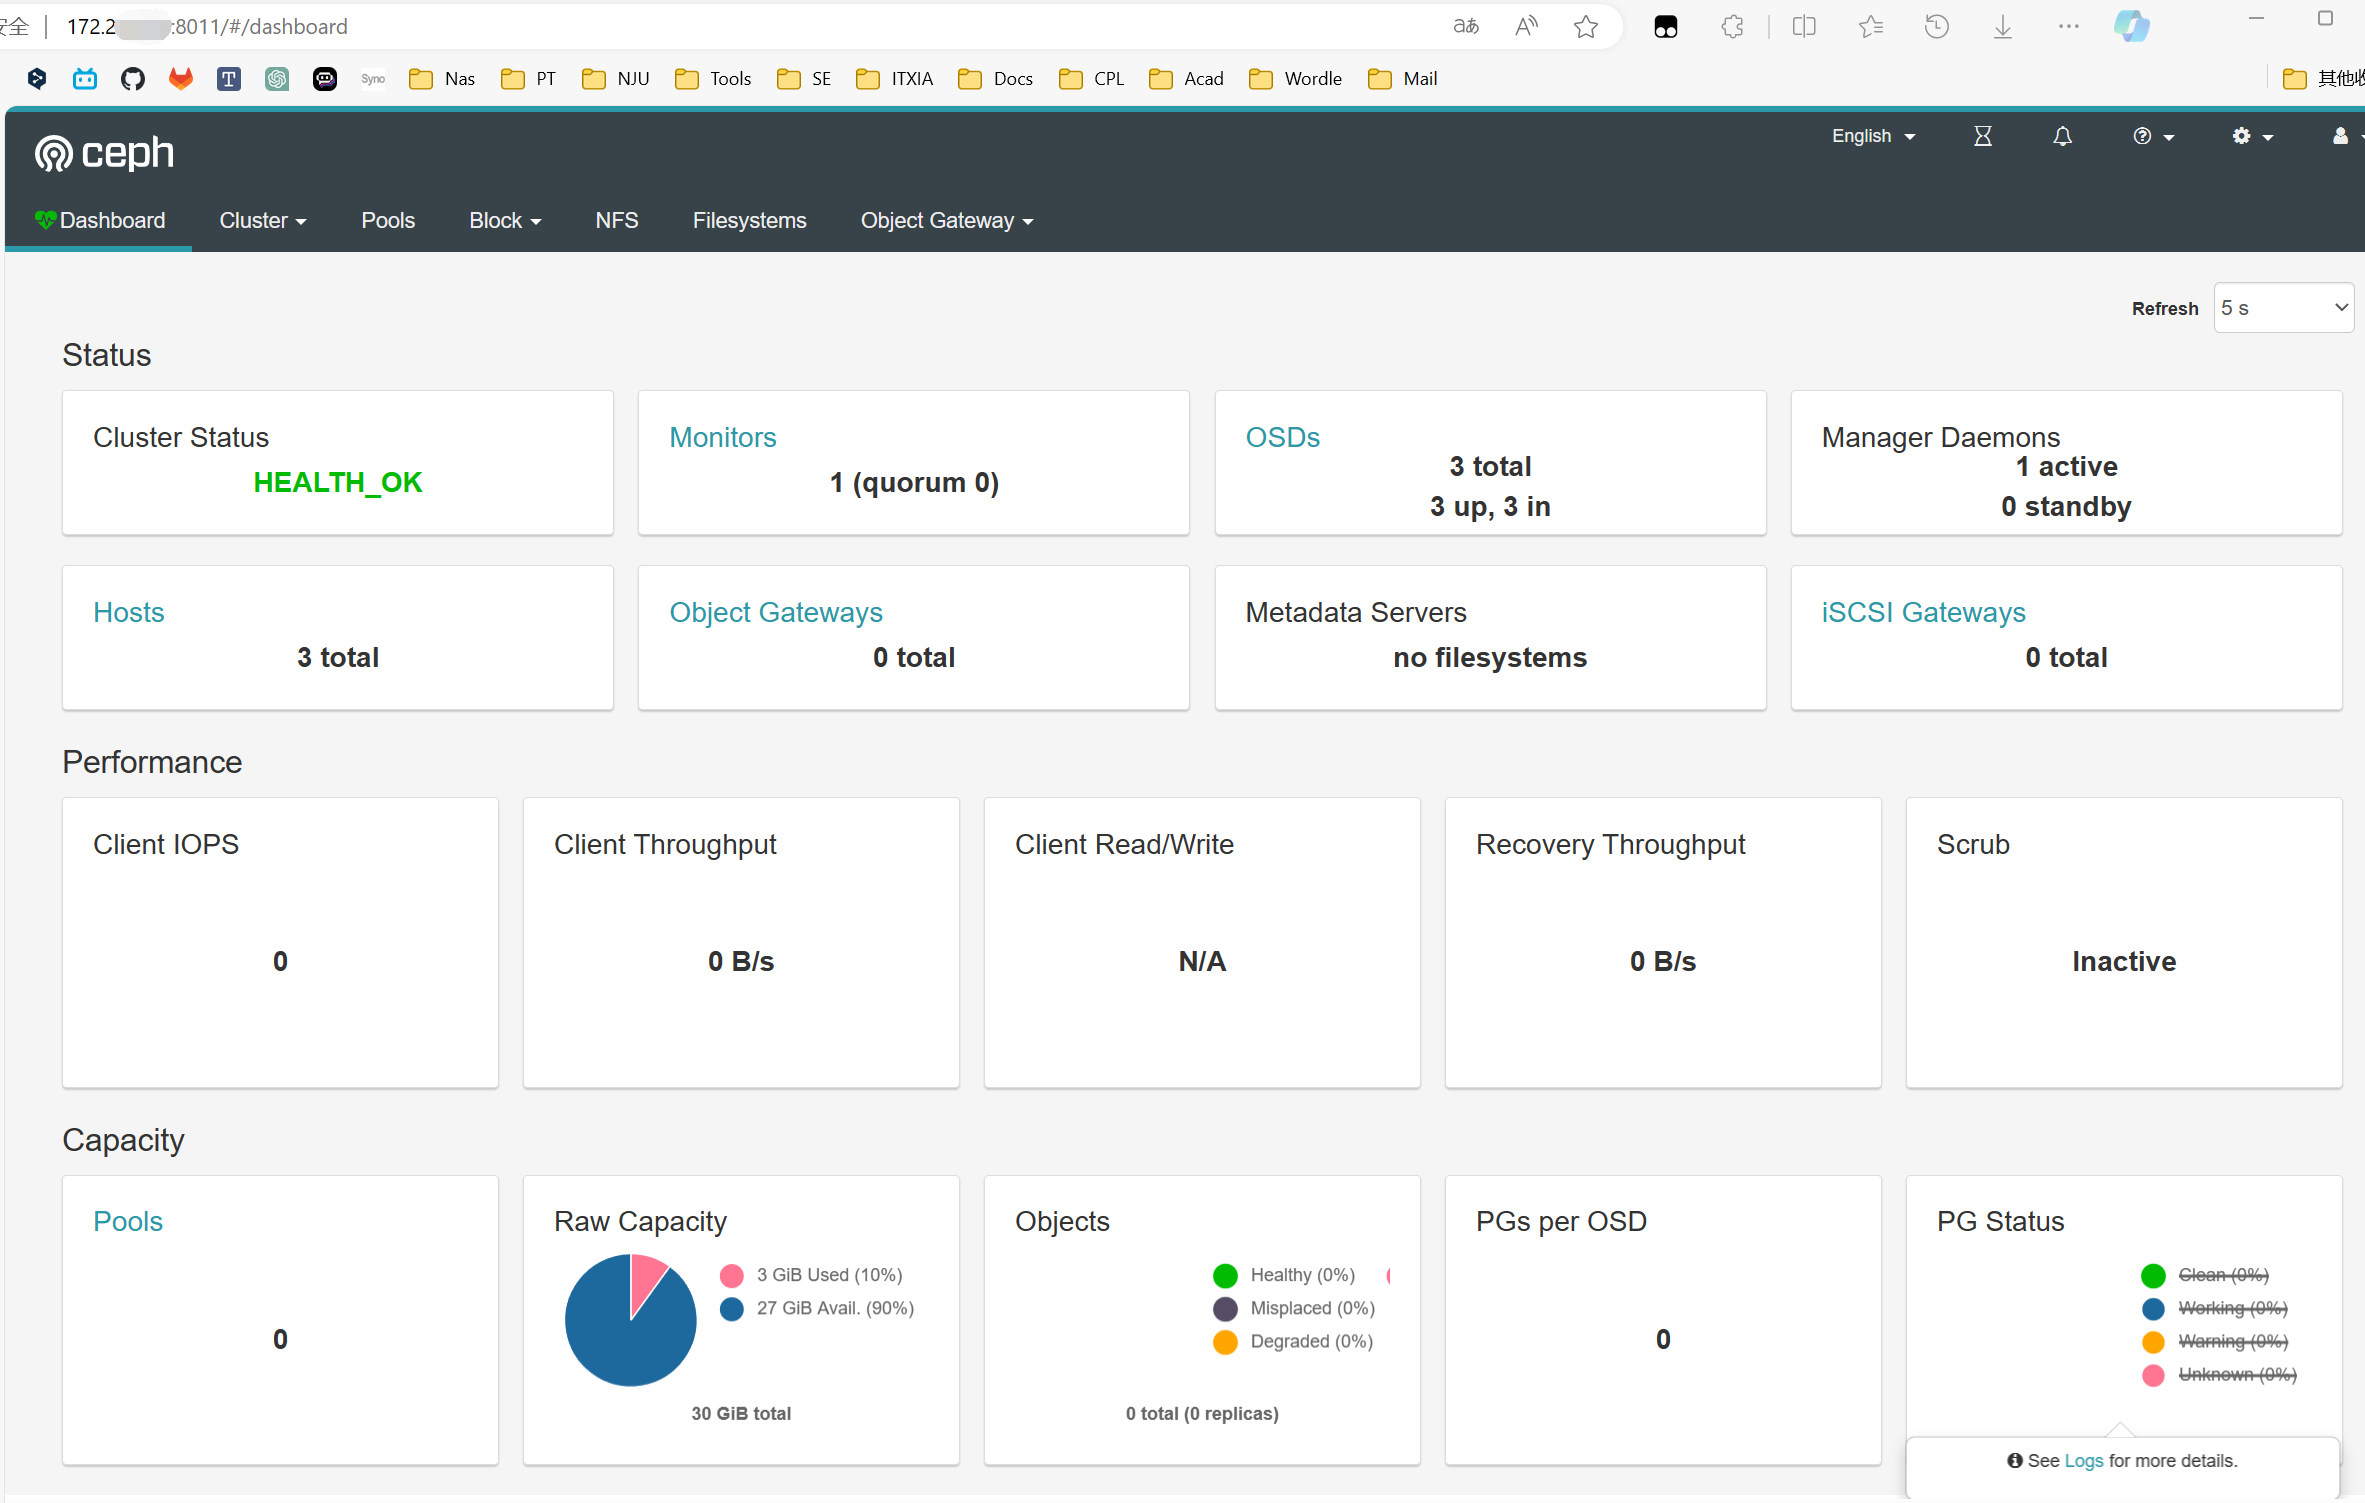 安全 172.2 :8011/#/dashboard
Syno Nas PT NJU Tools SE ITXIA Docs CPL Acad Wordle Mail 其他收
ceph
English
Dashboard Cluster Pools Block NFS Filesystems Object Gateway
Refresh 5 s
Status
Cluster Status
HEALTH_OK
Monitors
1 (quorum 0)
OSDs
3 total
3 up, 3 in
Manager Daemons
1 active
0 standby
Hosts
3 total
Object Gateways
0 total
Metadata Servers
no filesystems
iSCSI Gateways
0 total
Performance
Client IOPS
0
Client Throughput
0 B/s
Client Read/Write
N/A
Recovery Throughput
0 B/s
Scrub
Inactive
Capacity
Pools
0
Raw Capacity
3 GiB Used (10%)
27 GiB Avail. (90%)
30 GiB total
Objects
Healthy (0%)
Misplaced (0%)
Degraded (0%)
0 total (0 replicas)
PGs per OSD
0
PG Status
Clean (0%)
Working (0%)
Warning (0%)
Unknown (0%)
See Logs for more details.